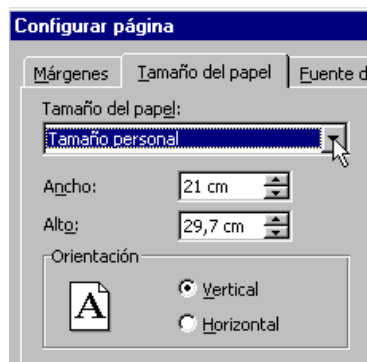 Configurar página
Márgenes Tamaño del papel Fuente d
Tamaño del papel:
Tamaño personal
Ancho: 21 cm
Alto: 29,7 cm
Orientación
A
Vertical
Horizontal